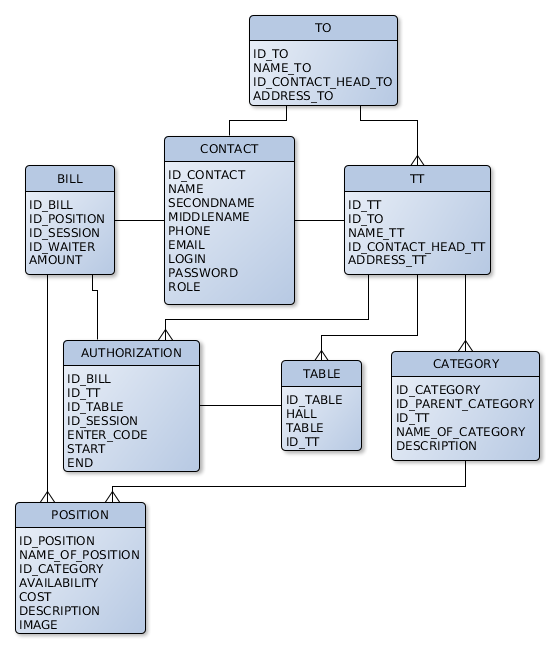 TO
ID_TO
NAME_TO
ID_CONTACT_HEAD_TO
ADDRESS_TO
CONTACT
ID_CONTACT
NAME
SECONDNAME
MIDDLENAME
PHONE
EMAIL
LOGIN
PASSWORD
ROLE
BILL
ID_BILL
ID_POSITION
ID_SESSION
ID_WAITER
AMOUNT
TT
ID_TT
ID_TO
NAME_TT
ID_CONTACT_HEAD_TT
ADDRESS_TT
AUTHORIZATION
ID_BILL
ID_TT
ID_TABLE
ID_SESSION
ENTER_CODE
START
END
TABLE
ID_TABLE
HALL
TABLE
ID_TT
CATEGORY
ID_CATEGORY
ID_PARENT_CATEGORY
ID_TT
NAME_OF_CATEGORY
DESCRIPTION
POSITION
ID_POSITION
NAME_OF_POSITION
ID_CATEGORY
AVAILABILITY
COST
DESCRIPTION
IMAGE